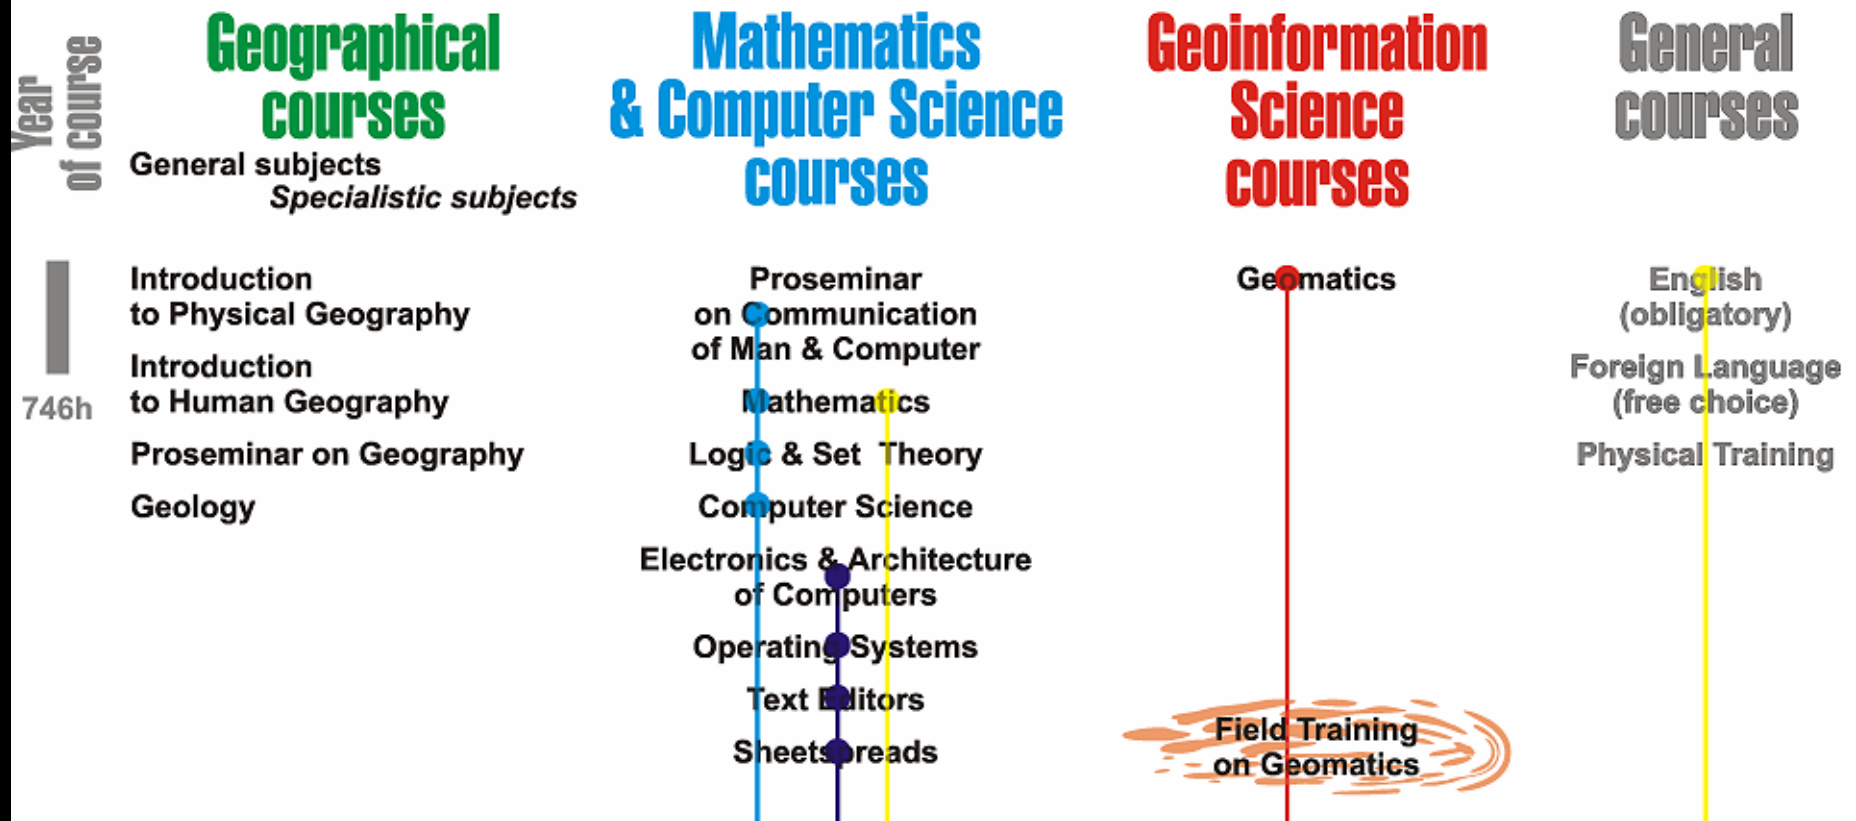 Year
of course
Geographical
courses
General subjects
Specialistic subjects
Mathematics
& Computer Science
courses
Geoinformation
Science
courses
General
courses
I
746h
Introduction
to Physical Geography
Introduction
to Human Geography
Proseminar on Geography
Geology
Proseminar
on Communication
of Man & Computer
Mathematics
Logic & Set Theory
Computer Science
Electronics & Architecture
of Computers
Operating Systems
Text Editors
Sheetspreads
Geomatics
Field Training
on Geomatics
English
(obligatory)
Foreign Language
(free choice)
Physical Training